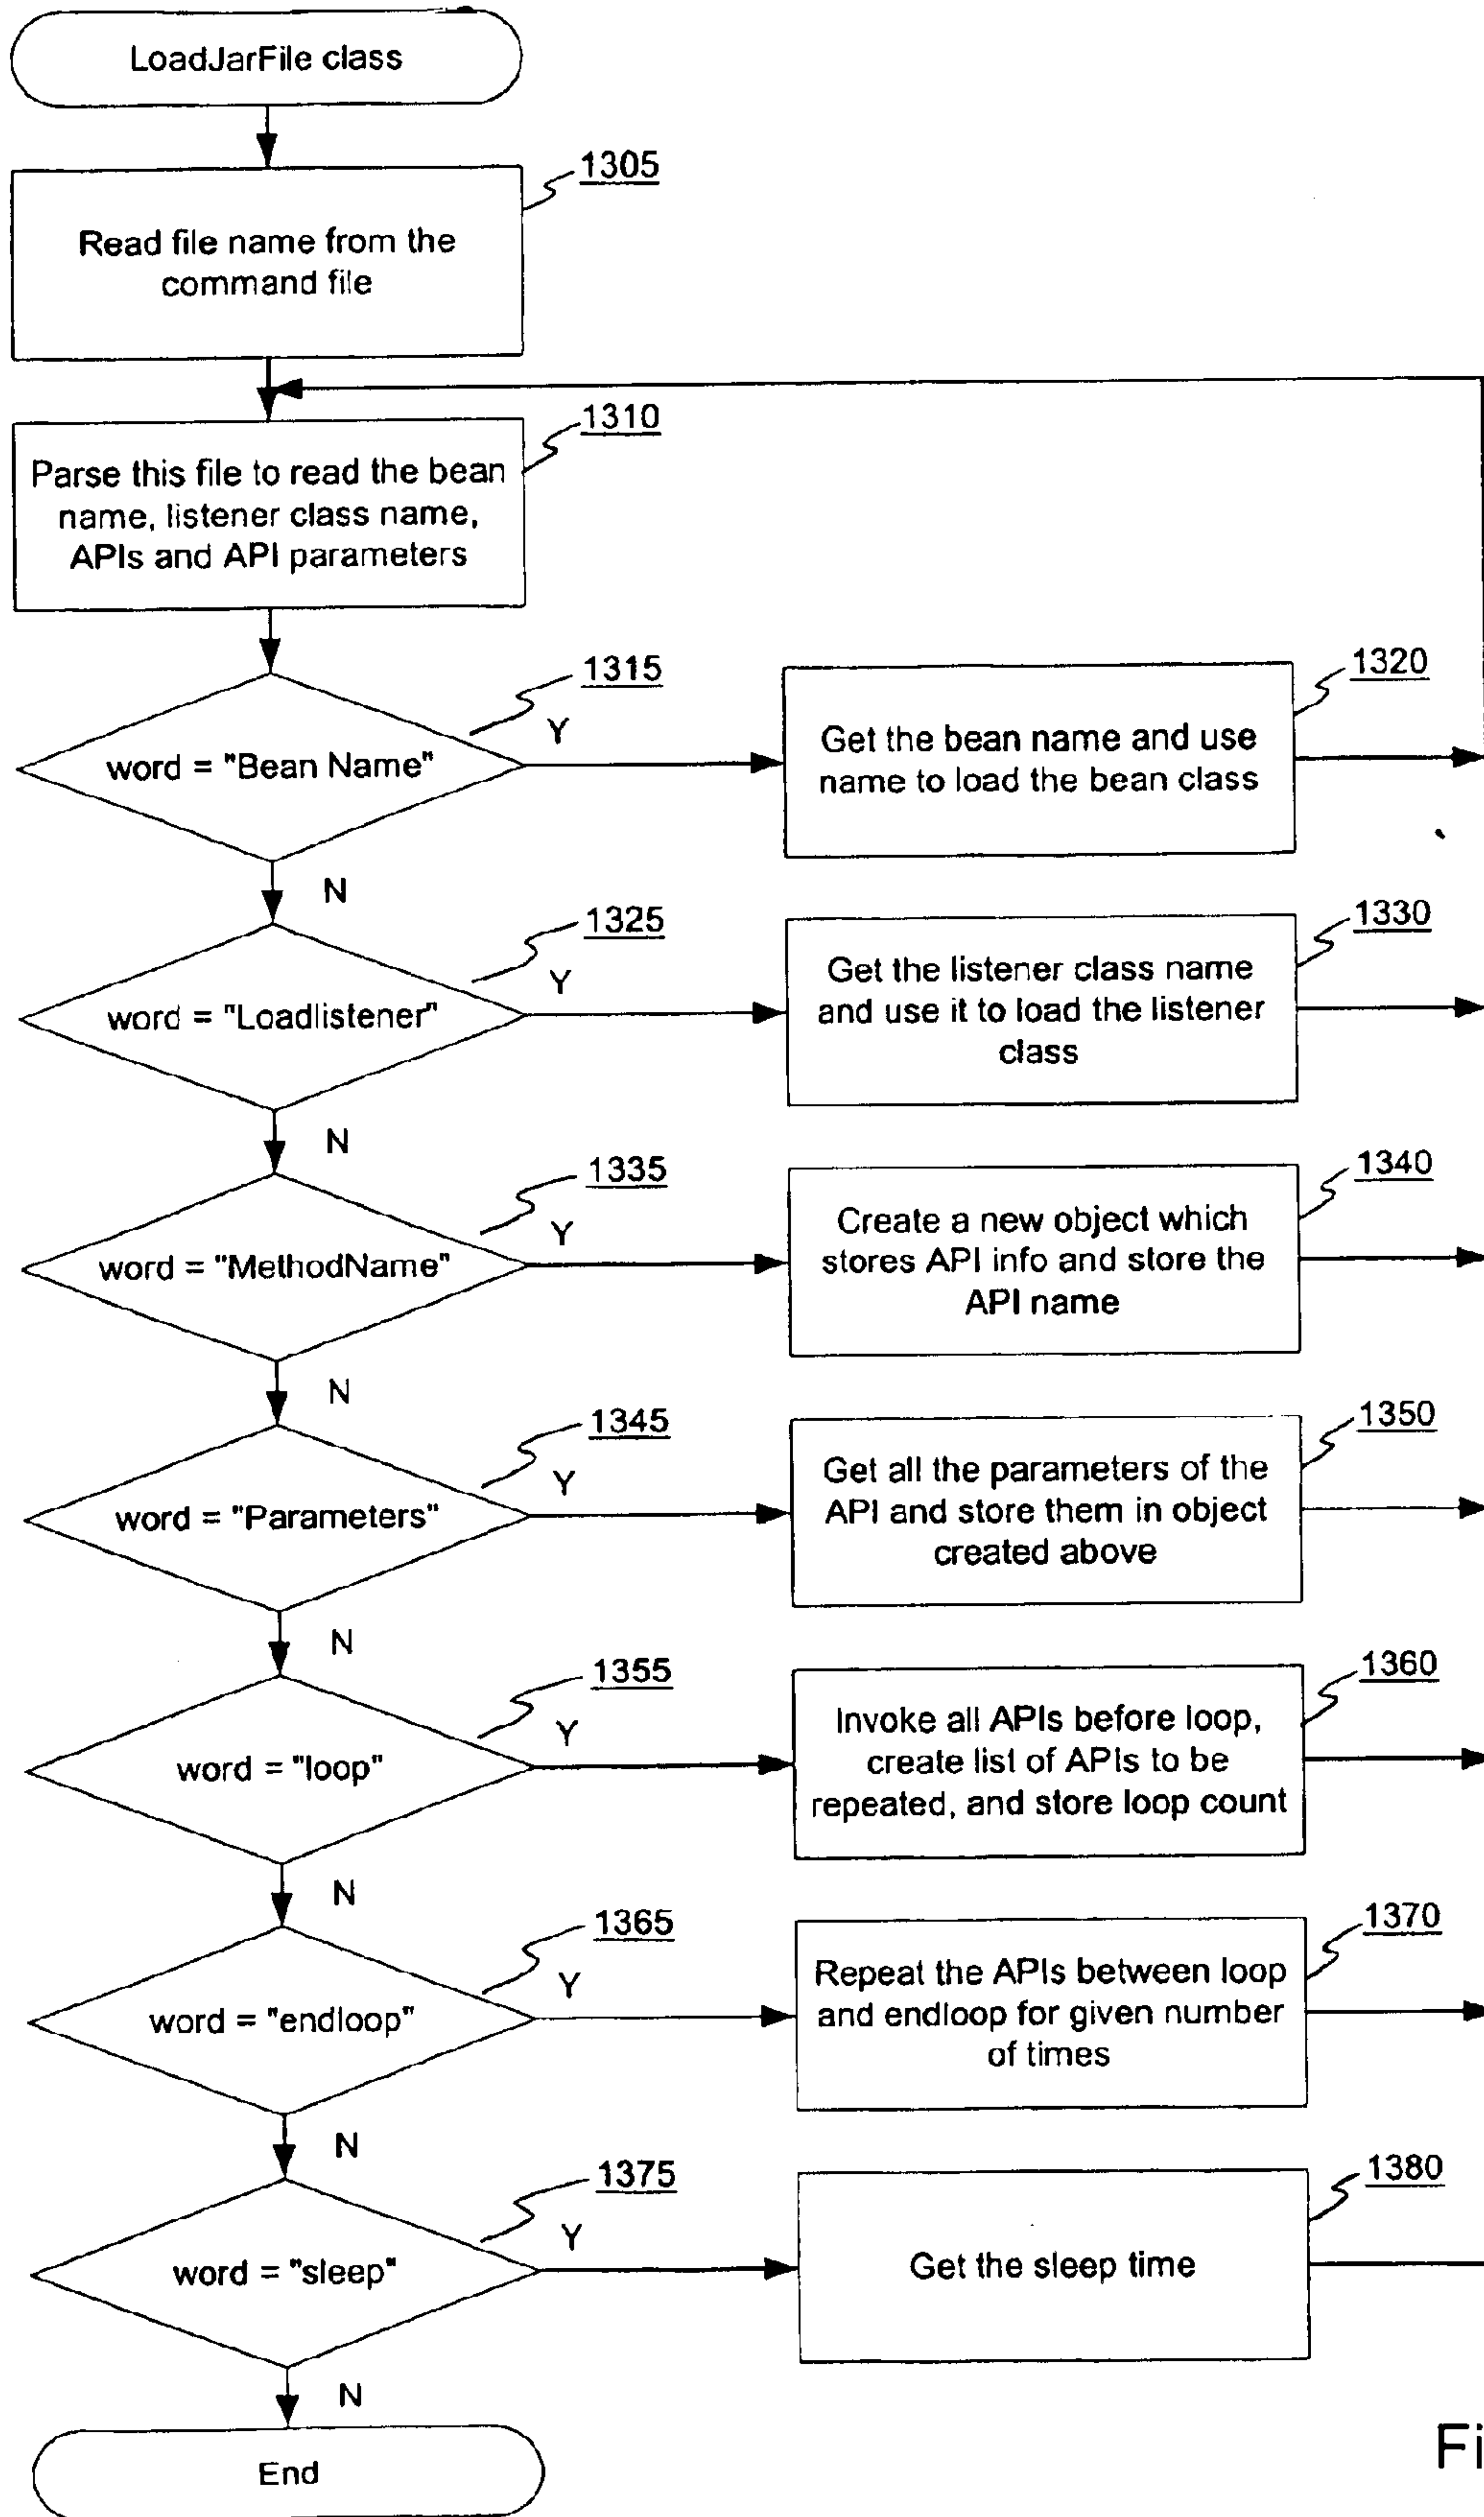 LoadJarFile class
1305
Read file name from the
command file
1310
Parse this file to read the bean
name, listener class name,
APIs and API parameters
1315
word = "Bean Name"
Y
1320
Get the bean name and use
name to load the bean class
N
1325
word = "Loadlistener"
Y
1330
Get the listener class name
and use it to load the listener
class
N
1335
word = "MethodName"
Y
1340
Create a new object which
stores API info and store the
API name
N
1345
word = "Parameters"
Y
1350
Get all the parameters of the
API and store them in object
created above
N
1355
word = "loop"
Y
1360
Invoke all APIs before loop,
create list of APIs to be
repeated, and store loop count
N
1365
word = "endloop"
Y
1370
Repeat the APIs between loop
and endloop for given number
of times
N
1375
word = "sleep"
Y
1380
Get the sleep time
N
End
Fi